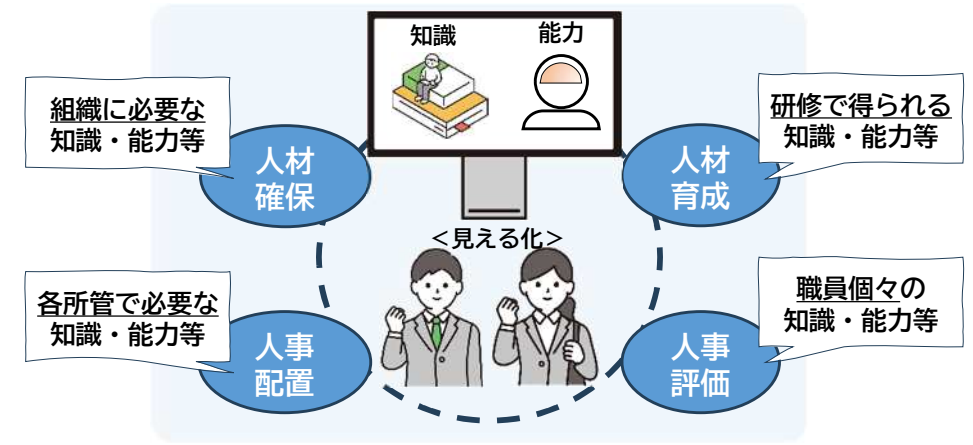 知識
能力
組織に必要な
知識・能力等
人材
確保
研修で得られる
知識・能力等
人材
育成
＜見える化＞
各所管で必要な
知識・能力等
人事
配置
職員個々の
知識・能力等
人事
評価